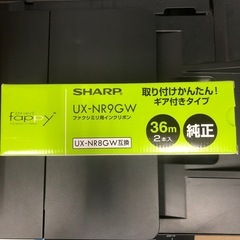 SHARP
fappy
UX-NR9GW
ファクシミリ用インクリボン
UX-NR8GW互換
取り付けかんたん!
ギア付きタイプ
36m
2本入
純正